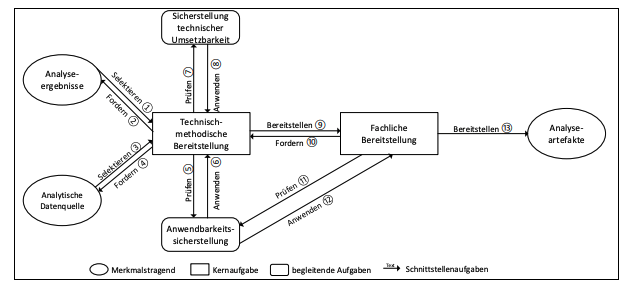 Sicherstellung
technischer
Umsetzbarkeit
Analyse-
ergebnisse
Selektieren 1
Fordern 2
Prüfen 7
Anwenden 8
Technisch-
methodische
Bereitstellung
Bereitstellen 9
Fordern 10
Fachliche
Bereitstellung
Bereitstellen 13
Analyse-
artefakte
Selektieren 3
Fordern 4
Analytische
Datenquelle
Prüfen 5
Anwenden 6
Prüfen 11
Anwenden 12
Anwendbarkeits-
sicherstellung
Merkmalstragend
Kernaufgabe
begleitende Aufgaben
Text
Schnittstellenaufgaben